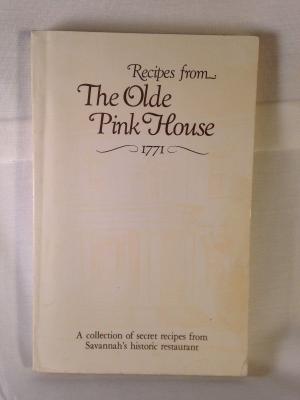 Recipes from
The Olde
Pink House
1771
A collection of secret recipes from
Savannah's historic restaurant